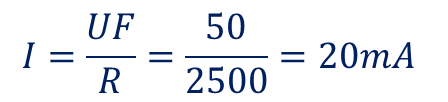 I = UF/R = 50/2500 = 20mA